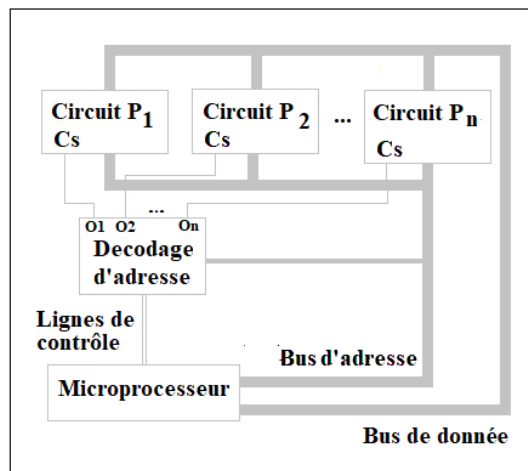 Circuit P1
Cs
Circuit P2
Cs
...
Circuit Pn
Cs
...
O1 O2 On
Decodage
d'adresse
Lignes de
contrôle
Bus d'adresse
Microprocesseur
Bus de donnée